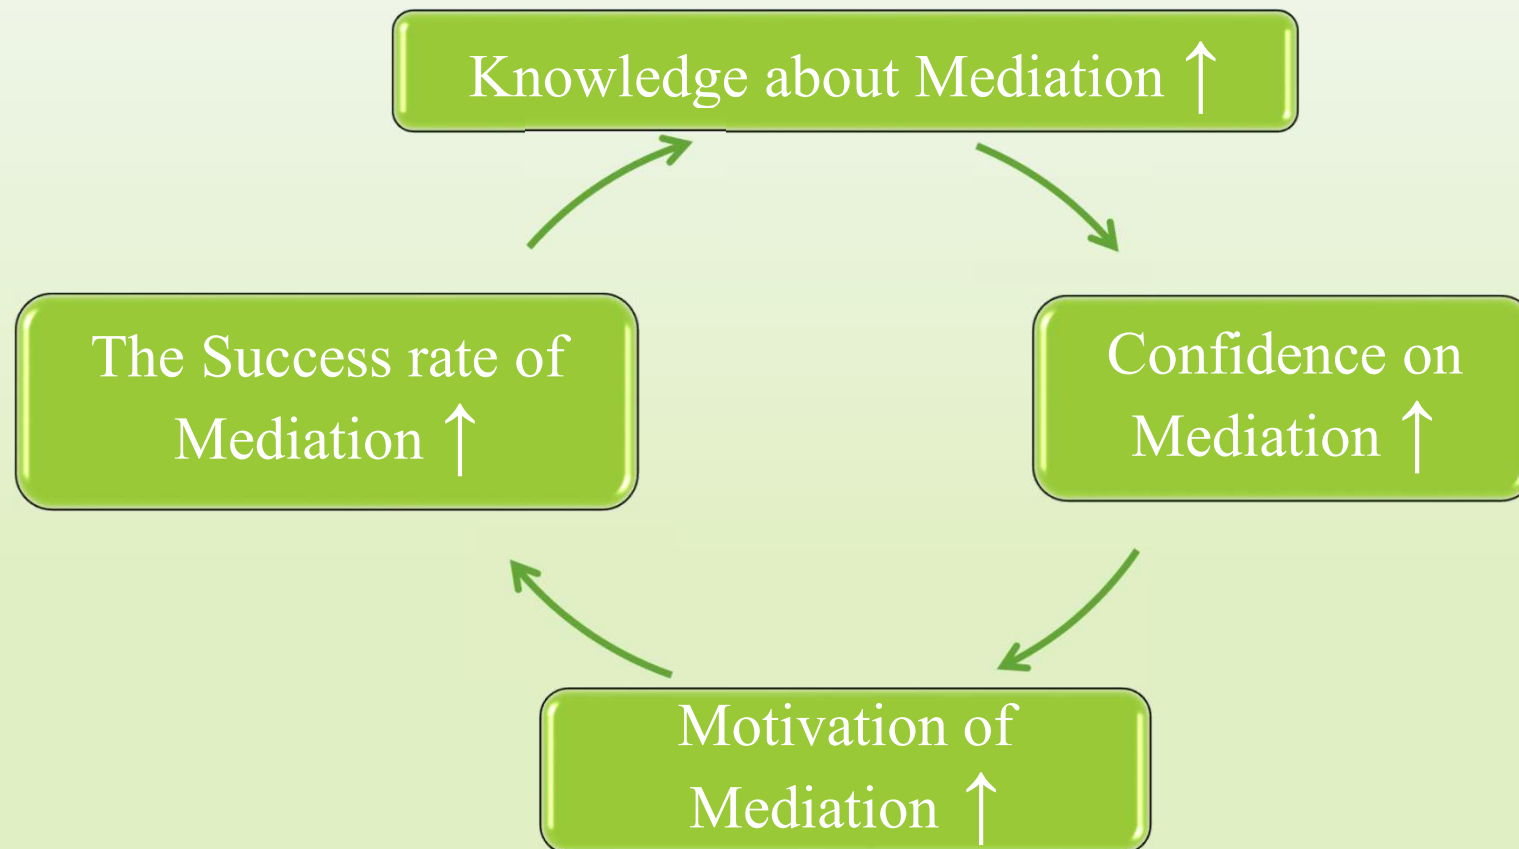 Knowledge about Mediation ↑
The Success rate of
Mediation ↑
Confidence on
Mediation ↑
Motivation of
Mediation ↑